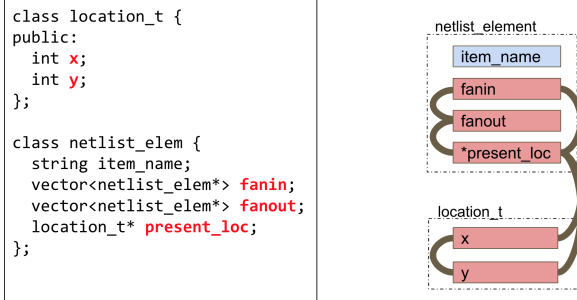 class location_t {
public:
int x;
int y;
};
class netlist_elem {
string item_name;
vector<netlist_elem*> fanin;
vector<netlist_elem*> fanout;
location_t* present_loc;
};
netlist_element
item_name
fanin
fanout
*present_loc
location_t
x
y